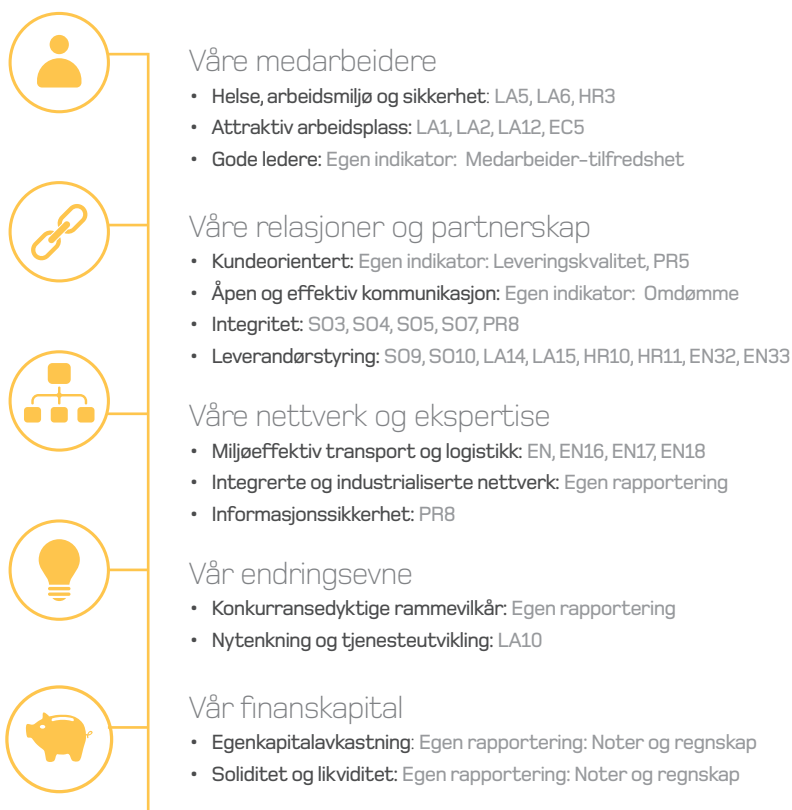 Våre medarbeidere
• Helse, arbeidsmiljø og sikkerhet: LA5, LA6, HR3
• Attraktiv arbeidsplass: LA1, LA2, LA12, EC5
• Gode ledere: Egen indikator: Medarbeider-tilfredshet
Våre relasjoner og partnerskap
• Kundeorientert: Egen indikator: Leveringskvalitet, PR5
• Åpen og effektiv kommunikasjon: Egen indikator: Omdømme
• Integritet: SO3, SO4, SO5, SO7, PR8
• Leverandørstyring: SO9, SO10, LA14, LA15, HR10, HR11, EN32, EN33
Våre nettverk og ekspertise
• Miljøeffektiv transport og logistikk: EN, EN16, EN17, EN18
• Integrerte og industrialiserte nettverk: Egen rapportering
• Informasjonssikkerhet: PR8
Vår endringsevne
• Konkurransedyktige rammevilkår: Egen rapportering
• Nytenkning og tjenesteutvikling: LA10
Vår finanskapital
• Egenkapitalavkastning: Egen rapportering: Noter og regnskap
• Soliditet og likviditet: Egen rapportering: Noter og regnskap